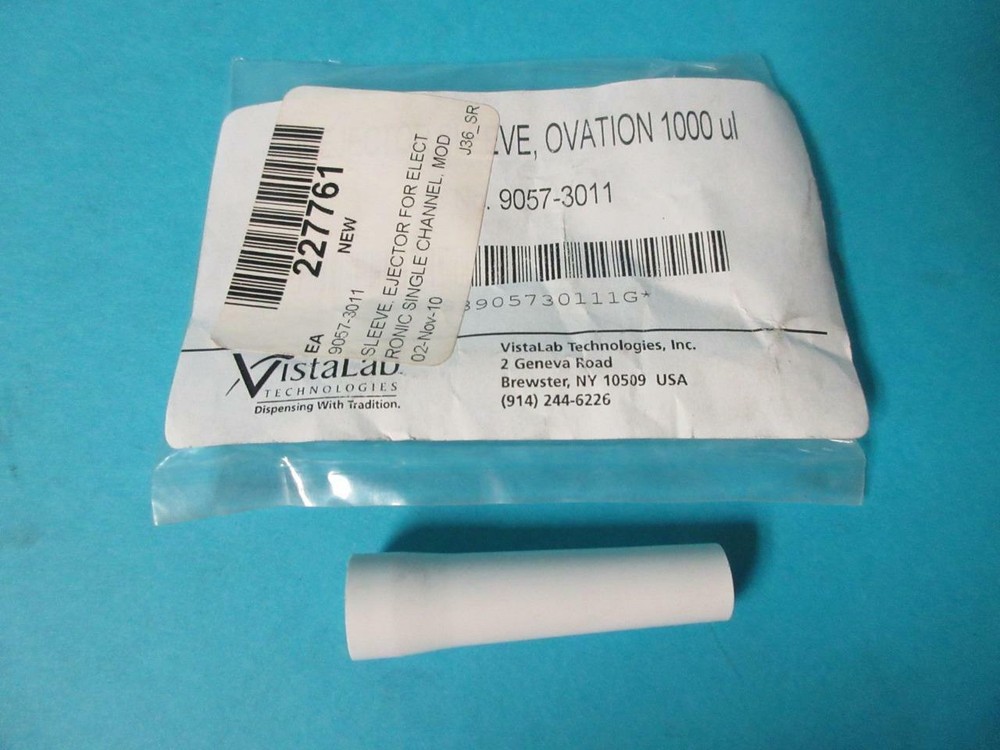 EVE, OVATION 1000 ul
. 9057-3011
905730111G*
227761
NEW
EA
9057-3011
SLEEVE, EJECTOR FOR ELECT
RONIC SINGLE CHANNEL, MOD
02-Nov-10
J36_SR
VistaLab
TECHNOLOGIES
Dispensing With Tradition.
VistaLab Technologies, Inc.
2 Geneva Road
Brewster, NY 10509 USA
(914) 244-6226